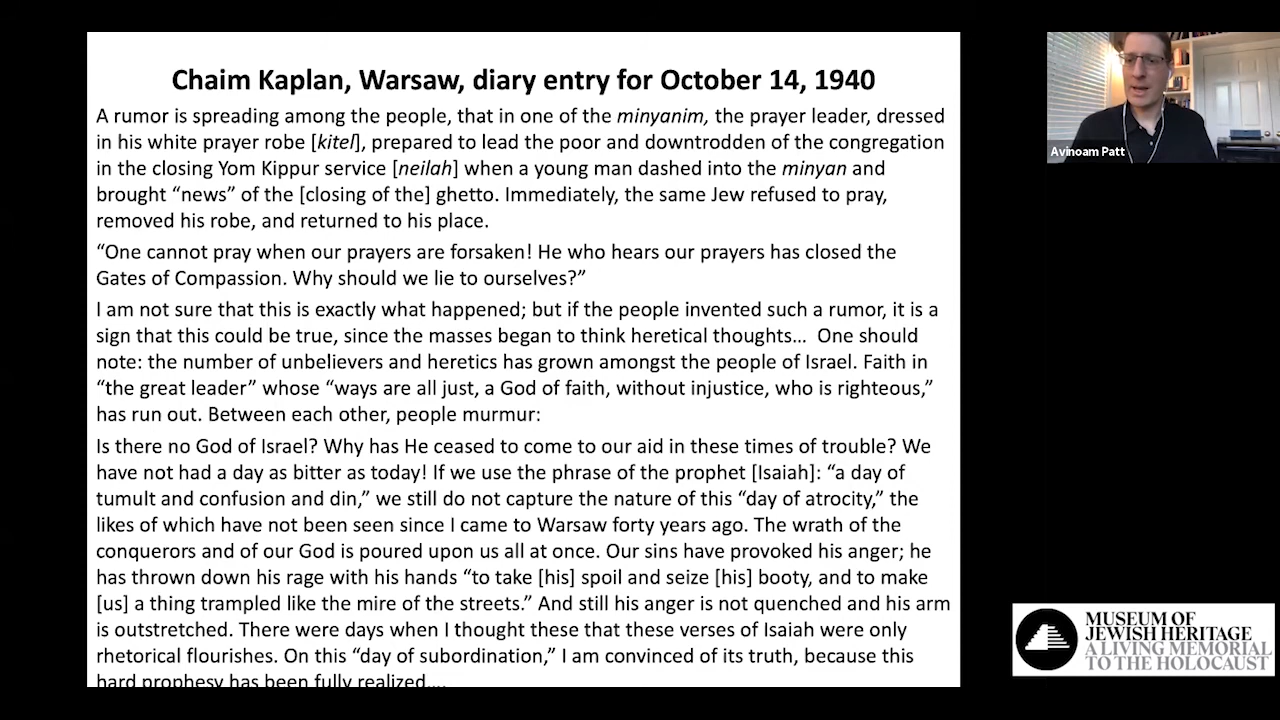 Chaim Kaplan, Warsaw, diary entry for October 14, 1940
A rumor is spreading among the people, that in one of the minyanim, the prayer leader, dressed
in his white prayer robe [kitel], prepared to lead the poor and downtrodden of the congregation
in the closing Yom Kippur service [neilah] when a young man dashed into the minyan and
brought “news” of the [closing of the] ghetto. Immediately, the same Jew refused to pray,
removed his robe, and returned to his place.
“One cannot pray when our prayers are forsaken! He who hears our prayers has closed the
Gates of Compassion. Why should we lie to ourselves?”
I am not sure that this is exactly what happened; but if the people invented such a rumor, it is a
sign that this could be true, since the masses began to think heretical thoughts… One should
note: the number of unbelievers and heretics has grown amongst the people of Israel. Faith in
“the great leader” whose “ways are all just, a God of faith, without injustice, who is righteous,”
has run out. Between each other, people murmur:
Is there no God of Israel? Why has He ceased to come to our aid in these times of trouble? We
have not had a day as bitter as today! If we use the phrase of the prophet [Isaiah]: “a day of
tumult and confusion and din,” we still do not capture the nature of this “day of atrocity,” the
likes of which have not been seen since I came to Warsaw forty years ago. The wrath of the
conquerors and of our God is poured upon us all at once. Our sins have provoked his anger; he
has thrown down his rage with his hands “to take [his] spoil and seize [his] booty, and to make
[us] a thing trampled like the mire of the streets.” And still his anger is not quenched and his arm
is outstretched. There were days when I thought these that these verses of Isaiah were only
rhetorical flourishes. On this “day of subordination,” I am convinced of its truth, because this
hard prophesy has been fully realized….
Avinoam Patt
MUSEUM OF
JEWISH HERITAGE
A LIVING MEMORIAL
TO THE HOLOCAUST